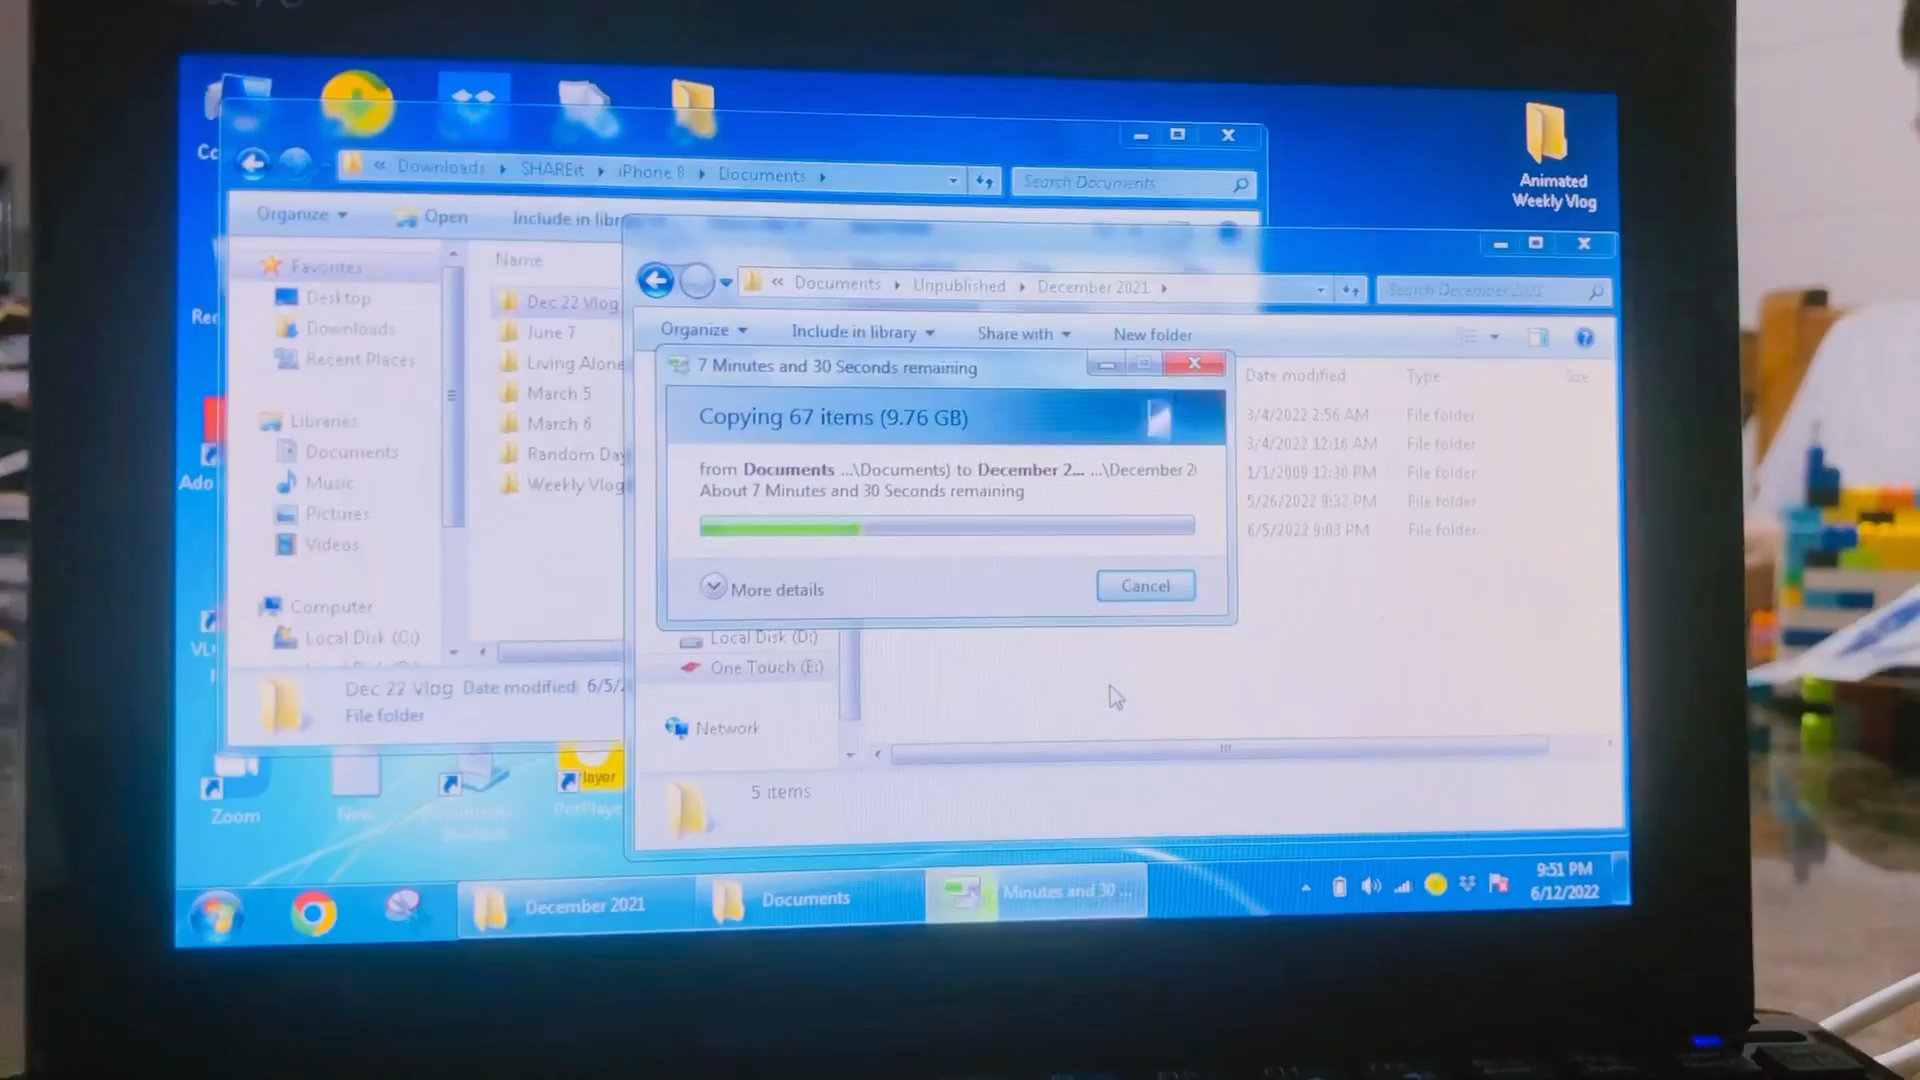 Animated
Weekly Vlog
« Downloads SHAREit iPhone 8 Documents
Search Documents
Organize Open Include in libr
Favorites
Desktop
Downloads
Recent Places
Libraries
Documents
Music
Pictures
Videos
Computer
Local Disk (C:)
Name
Dec 22 Vlog
June 7
Living Alone
March 5
March 6
Random Day
Weekly Vlog
Dec 22 Vlog Date modified: 6/5/
File folder
« Documents Unpublished December 2021
Search December 2021
Organize Include in library Share with New folder
Date modified Type Size
3/4/2022 2:56 AM File folder
3/4/2022 12:16 AM File folder
1/1/2009 12:30 PM File folder
5/26/2022 9:32 PM File folder
6/5/2022 9:03 PM File folder
7 Minutes and 30 Seconds remaining
Copying 67 items (9.76 GB)
from Documents ...\Documents) to December 2... ...\December 2
About 7 Minutes and 30 Seconds remaining
More details
Cancel
Local Disk (D:)
One Touch (E:)
Network
5 items
Zoom
December 2021
Documents
Minutes and 30 ...
9:51 PM
6/12/2022